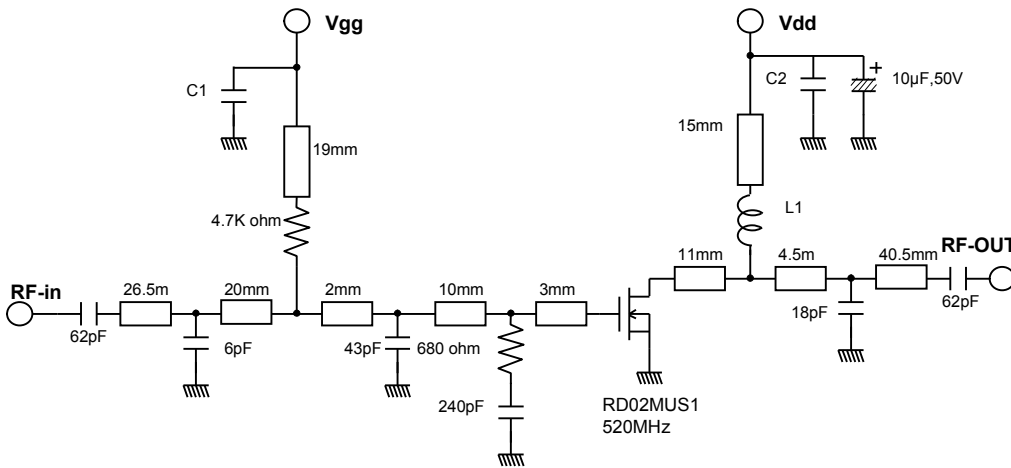 Vgg
Vdd
C1
C2
+
10µF,50V
19mm
15mm
4.7K ohm
L1
RF-in
26.5m
20mm
2mm
10mm
3mm
11mm
4.5m
40.5mm
RF-OUT
62pF
6pF
43pF
680 ohm
18pF
62pF
240pF
RD02MUS1
520MHz